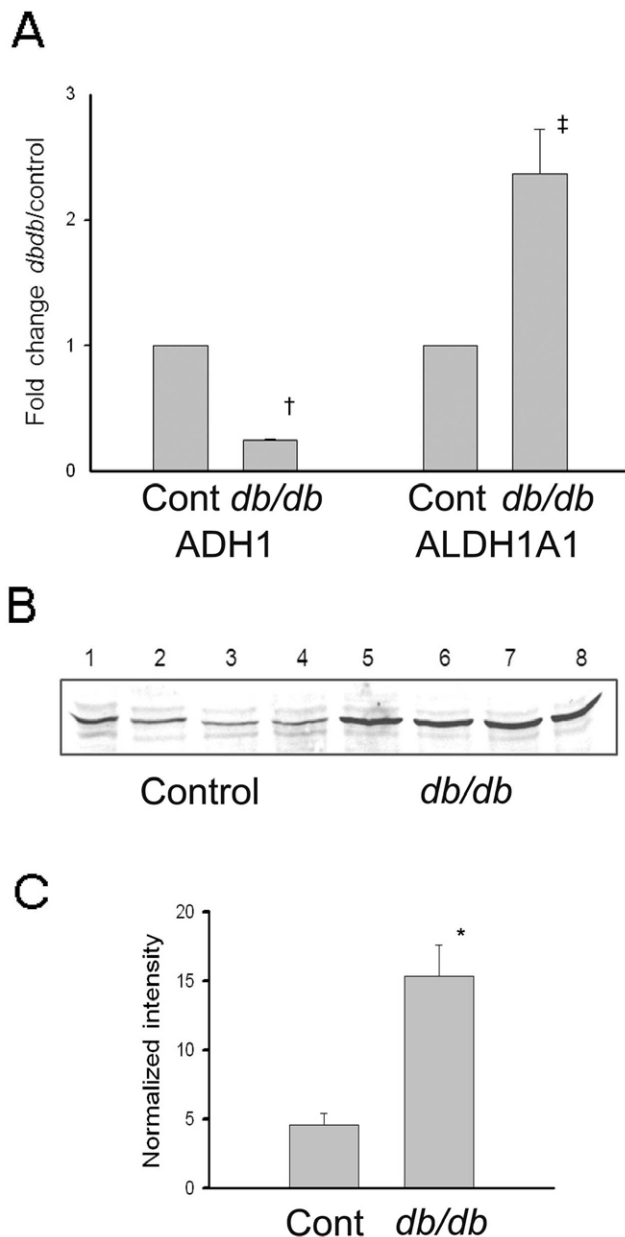 A
Fold change dbdb/control
3
2
1
0
†
‡
Cont db/db Cont db/db
ADH1 ALDH1A1
B
1 2 3 4 5 6 7 8
Control db/db
C
Normalized intensity
20
15
10
5
0
*
Cont db/db